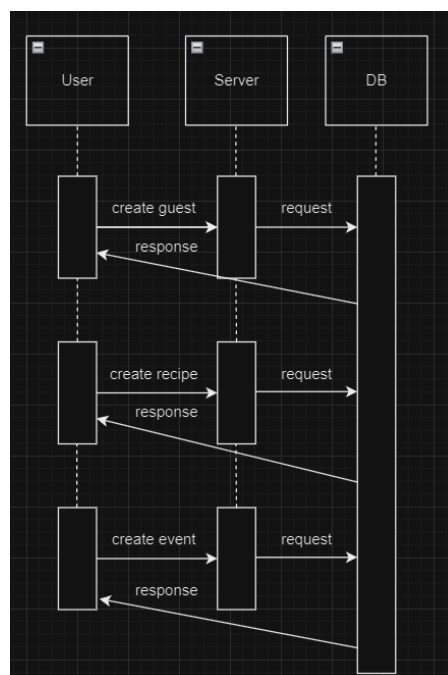 User
Server
DB
create guest
request
response
create recipe
request
response
create event
request
response